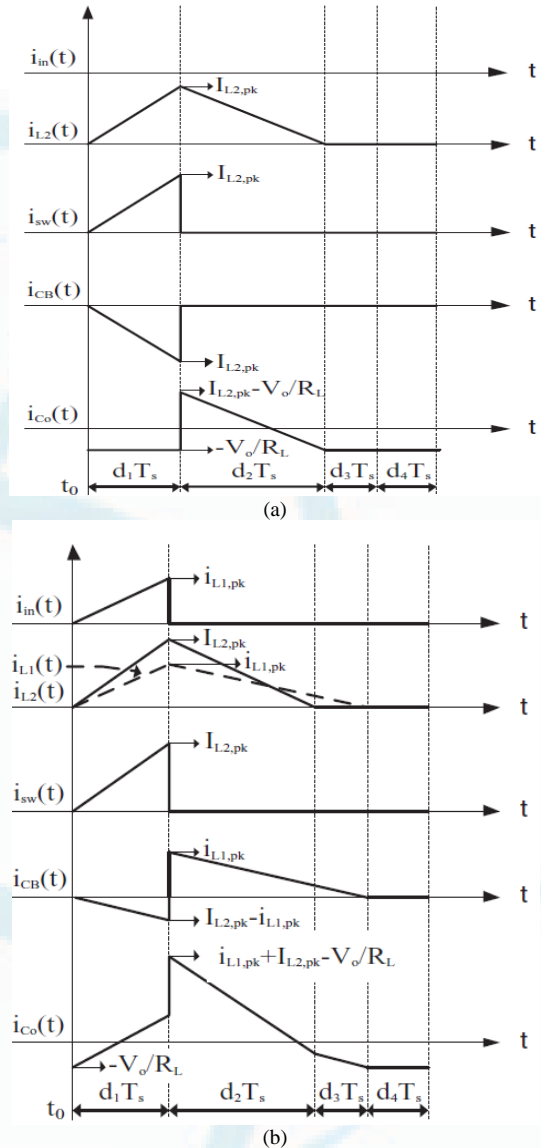 i_in(t)
t
I_L2,pk
i_L2(t)
t
I_L2,pk
i_sw(t)
t
i_CB(t)
t
I_L2,pk
I_L2,pk-V_o/R_L
i_Co(t)
t
-V_o/R_L
d_1T_s d_2T_s d_3T_s d_4T_s
t_0
(a)
i_L1,pk
i_in(t)
t
I_L2,pk
i_L1(t) i_L1,pk
i_L2(t)
t
I_L2,pk
i_sw(t)
t
i_L1,pk
i_CB(t)
t
I_L2,pk-i_L1,pk
i_L1,pk+I_L2,pk-V_o/R_L
i_Co(t)
t
-V_o/R_L
d_1T_s d_2T_s d_3T_s d_4T_s
t_0
(b)